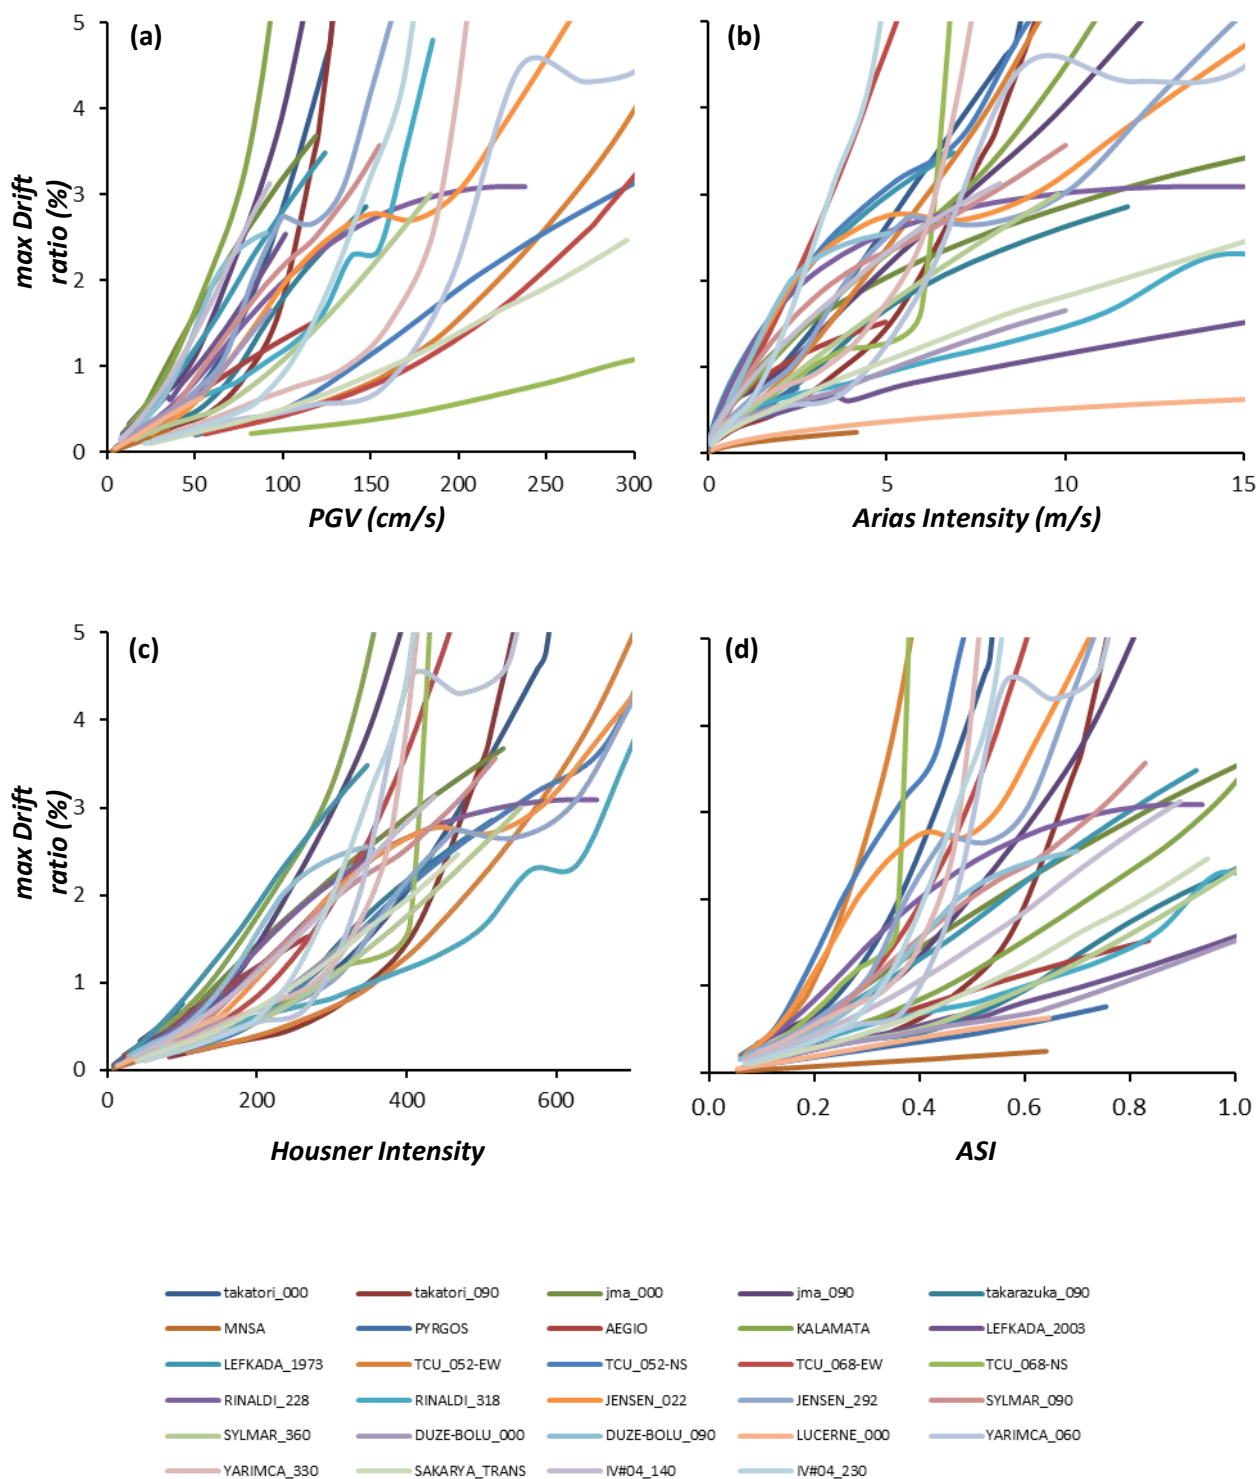 (a)
(b)
5
4
3
2
1
0
max Drift
ratio (%)
0 50 100 150 200 250 300
PGV (cm/s)
0 5 10 15
Arias Intensity (m/s)
(c)
(d)
5
4
3
2
1
0
max Drift
ratio (%)
0 200 400 600
Housner Intensity
0.0 0.2 0.4 0.6 0.8 1.0
ASI
takatori_000 takatori_090 jma_000 jma_090 takarazuka_090
MNSA PYRGOS AEGIO KALAMATA LEFKADA_2003
LEFKADA_1973 TCU_052-EW TCU_052-NS TCU_068-EW TCU_068-NS
RINALDI_228 RINALDI_318 JENSEN_022 JENSEN_292 SYLMAR_090
SYLMAR_360 DUZE-BOLU_000 DUZE-BOLU_090 LUCERNE_000 YARIMCA_060
YARIMCA_330 SAKARYA_TRANS IV#04_140 IV#04_230